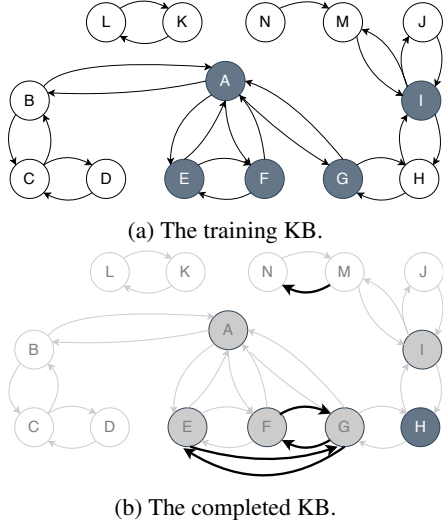 L K N M J
A
B I
C D E F G H
(a) The training KB.
L K N M J
A
B I
C D E F G H
(b) The completed KB.